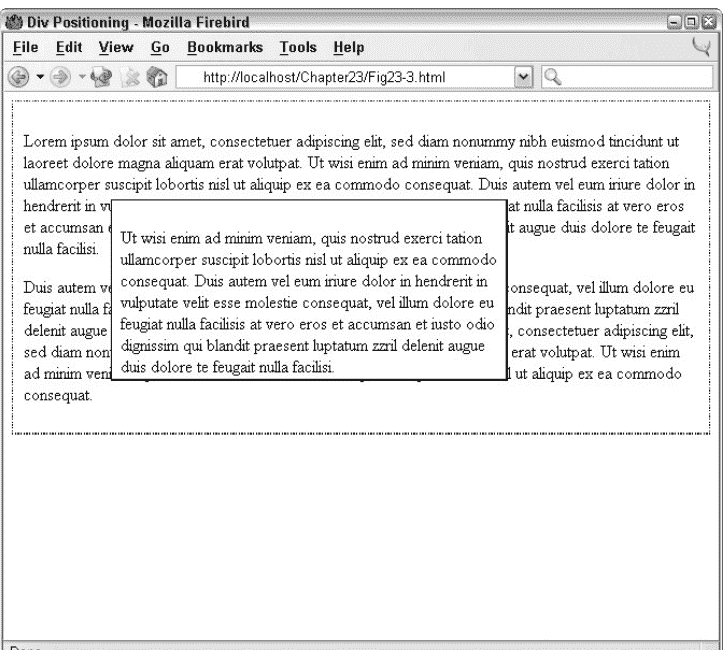 Div Positioning - Mozilla Firebird
File Edit View Go Bookmarks Tools Help
http://localhost/Chapter23/Fig23-3.html
Lorem ipsum dolor sit amet, consectetuer adipiscing elit, sed diam nonummy nibh euismod tincidunt ut
laoreet dolore magna aliquam erat volutpat. Ut wisi enim ad minim veniam, quis nostrud exerci tation
ullamcorper suscipit lobortis nisl ut aliquip ex ea commodo consequat. Duis autem vel eum iriure dolor in
hendrerit in at nulla facilisis at vero eros
et accumsan it augue duis dolore te feugait
nulla facilisi.
Ut wisi enim ad minim veniam, quis nostrud exerci tation
ullamcorper suscipit lobortis nisl ut aliquip ex ea commodo
consequat. Duis autem vel eum iriure dolor in hendrerit in
vulputate velit esse molestie consequat, vel illum dolore eu
feugiat nulla facilisis at vero eros et accumsan et iusto odio
dignissim qui blandit praesent luptatum zzril delenit augue
duis dolore te feugait nulla facilisi.
Duis autem ve onsequat, vel illum dolore eu
feugiat nulla fa ndit praesent luptatum zzril
delenit augue , consectetuer adipiscing elit,
sed diam non erat volutpat. Ut wisi enim
ad minim veni ut aliquip ex ea commodo
consequat.